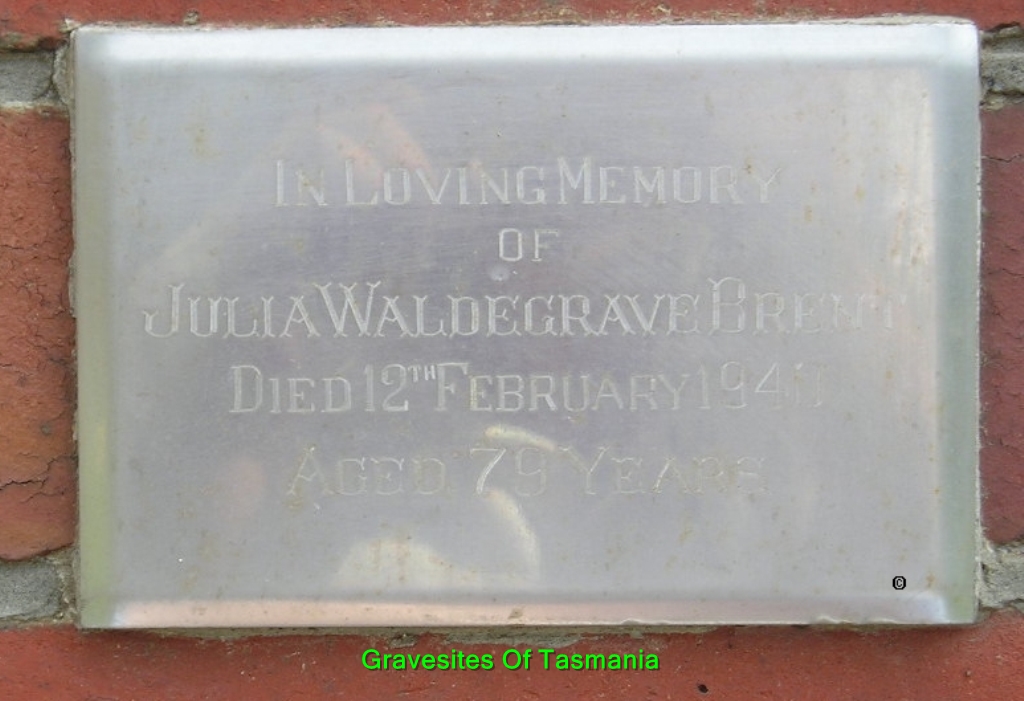 IN LOVING MEMORY
OF
JULIA WALDEGRAVE BRENT
DIED 12TH FEBRUARY 1940
AGED 79 YEARS
©
Gravesites Of Tasmania